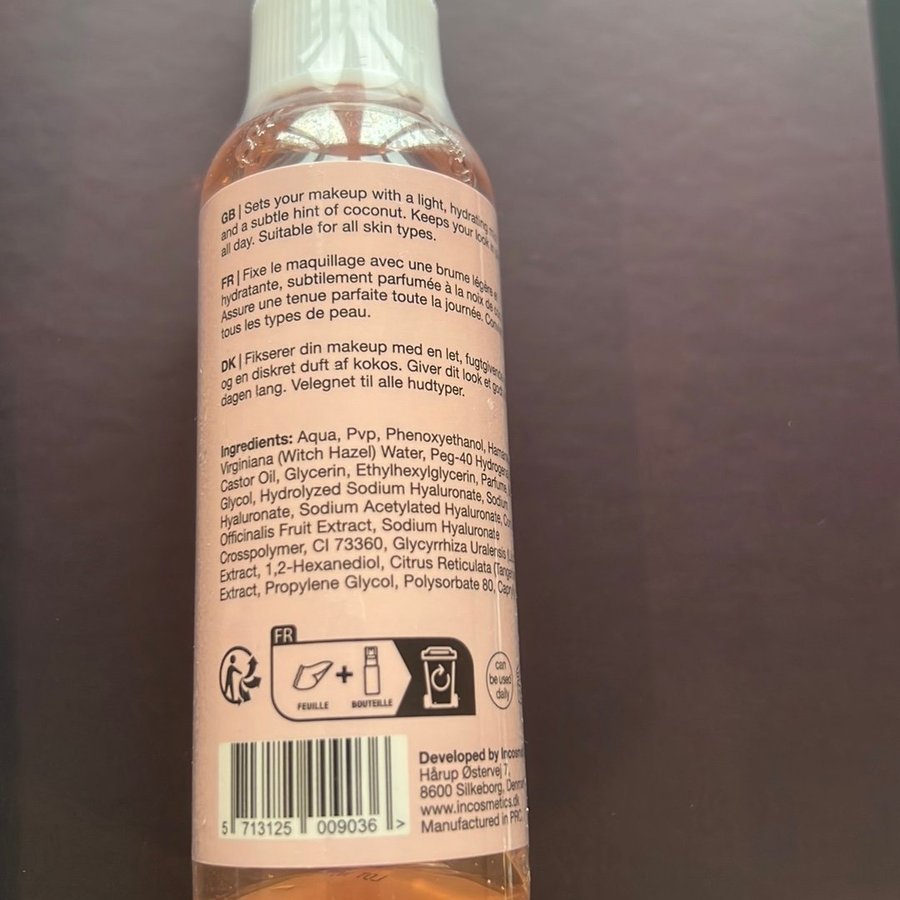 GB | Sets your makeup with a light, hydrating
and a subtle hint of coconut. Keeps your look
all day. Suitable for all skin types.
FR | Fixe le maquillage avec une brume légère et
hydratante, subtilement parfumée à la noix de
Assure une tenue parfaite toute la journée.
tous les types de peau.
DK | Fikserer din makeup med en let, fugtgivende
og en diskret duft af kokos. Giver dit look et
dagen lang. Velegnet til alle hudtyper.
Ingredients: Aqua, Pvp, Phenoxyethanol,
Virginiana (Witch Hazel) Water, Peg-40
Castor Oil, Glycerin, Ethylhexylglycerin, Parfume,
Glycol, Hydrolyzed Sodium Hyaluronate,
Hyaluronate, Sodium Acetylated Hyaluronate,
Officinalis Fruit Extract, Sodium Hyaluronate
Crosspolymer, CI 73360, Glycyrrhiza Uralensis
Extract, 1,2-Hexanediol, Citrus Reticulata
Extract, Propylene Glycol, Polysorbate 80,
FR
FEUILLE + BOUTEILLE
can
be used
daily
5 713125 009036 >
Developed by
Hårup Østervej 7,
8600 Silkeborg,
www.incosmetics.dk
Manufactured in PRC